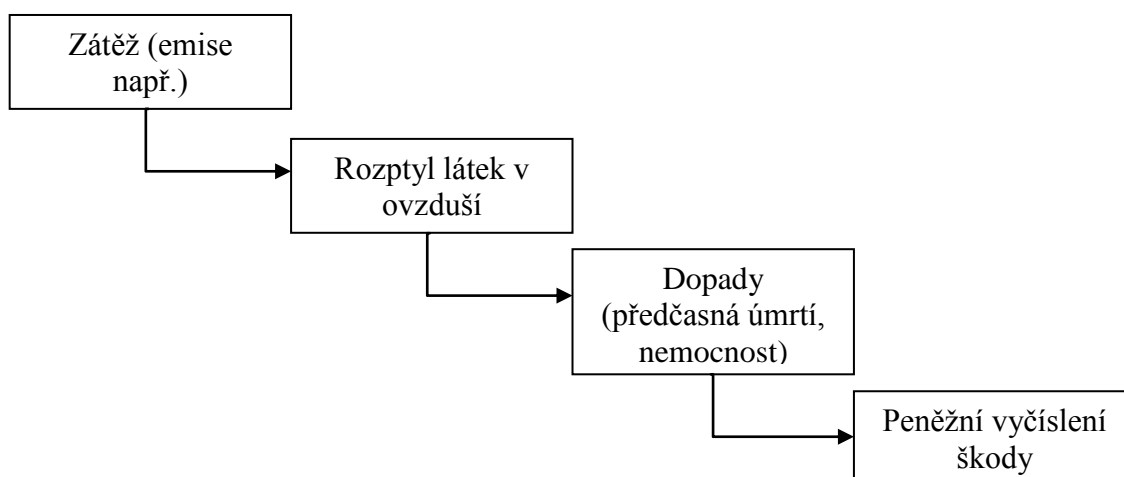 Zátěž (emise
např.)
Rozptyl látek v
ovzduší
Dopady
(předčasná úmrtí,
nemocnost)
Peněžní vyčíslení
škody